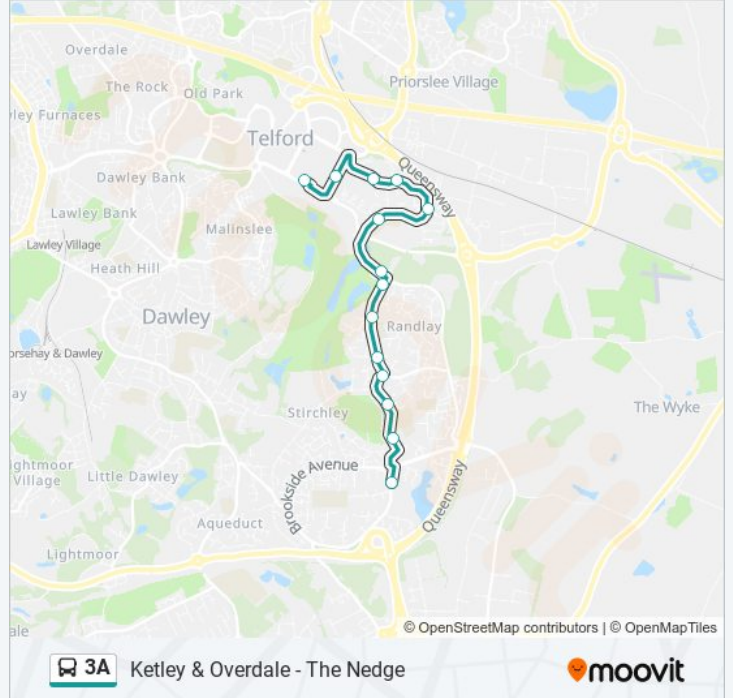 Overdale
The Rock
Old Park
Priorslee Village
ley Furnaces
Telford
Queensway
Dawley Bank
Lawley Bank
Malinslee
Lawley Village
Heath Hill
Dawley
Randlay
orsehay & Dawley
ay
Stirchley
The Wyke
ightmoor
Village
Little Dawley
Brookside Avenue
Queensway
Aqueduct
Lightmoor
ale
© OpenStreetMap contributors | © OpenMapTiles
3A Ketley & Overdale - The Nedge
moovit